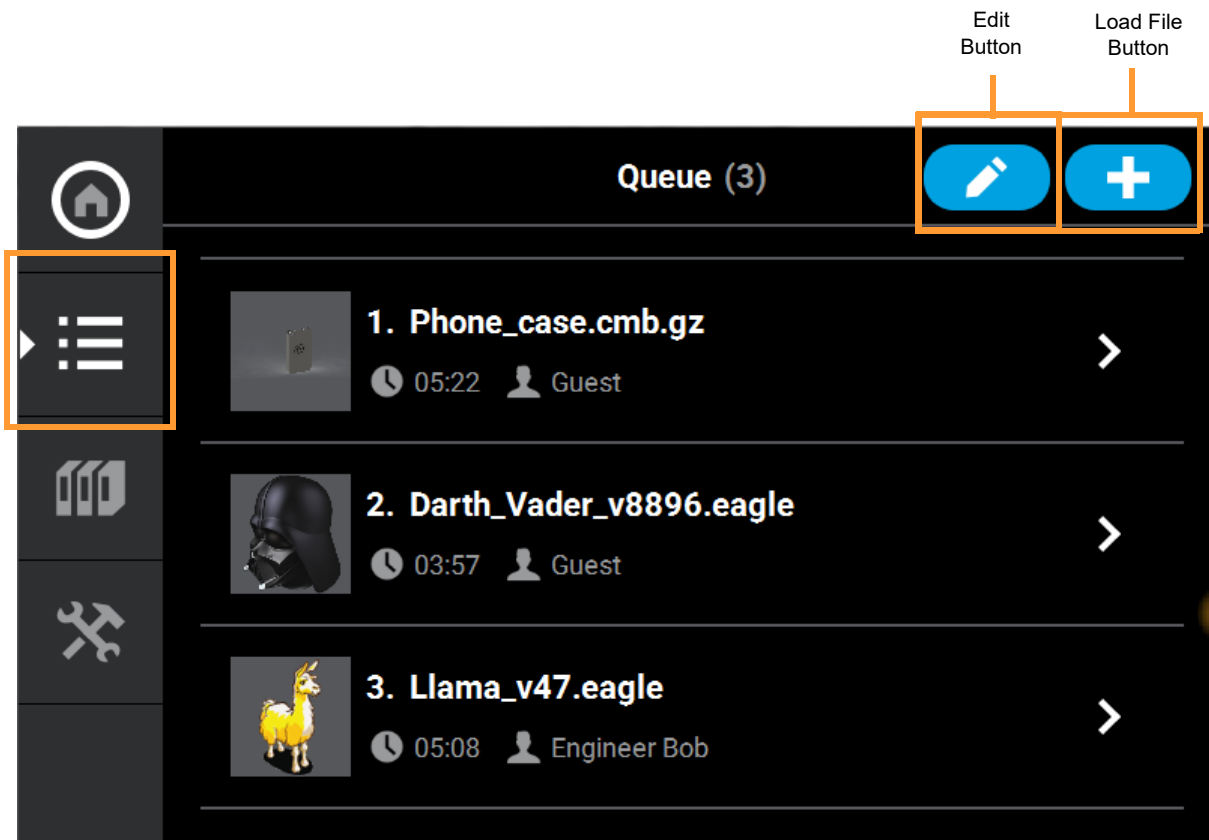 Edit
Button
Load File
Button
Queue (3)
1. Phone_case.cmb.gz
05:22 Guest
2. Darth_Vader_v8896.eagle
03:57 Guest
3. Llama_v47.eagle
05:08 Engineer Bob